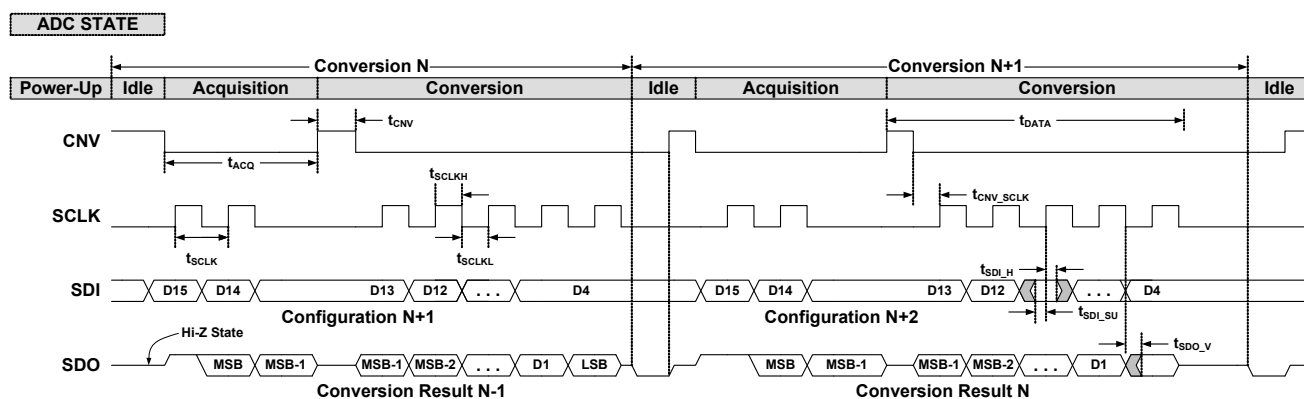 ADC STATE
Conversion N Conversion N+1
Power-Up Idle Acquisition Conversion Idle Acquisition Conversion Idle
CNV tCNV tDATA
tACQ
tSCLKH
SCLK tCNV_SCLK
tSCLK tSCLKL
tSDI_H
SDI D15 D14 D13 D12 . . . D4 D15 D14 D13 D12 . . . D4
Configuration N+1 Configuration N+2
tSDI_SU
Hi-Z State
tSDO_V
SDO MSB MSB-1 MSB-1 MSB-2 . . . D1 LSB MSB MSB-1 MSB-1 MSB-2 . . . D1
Conversion Result N-1 Conversion Result N